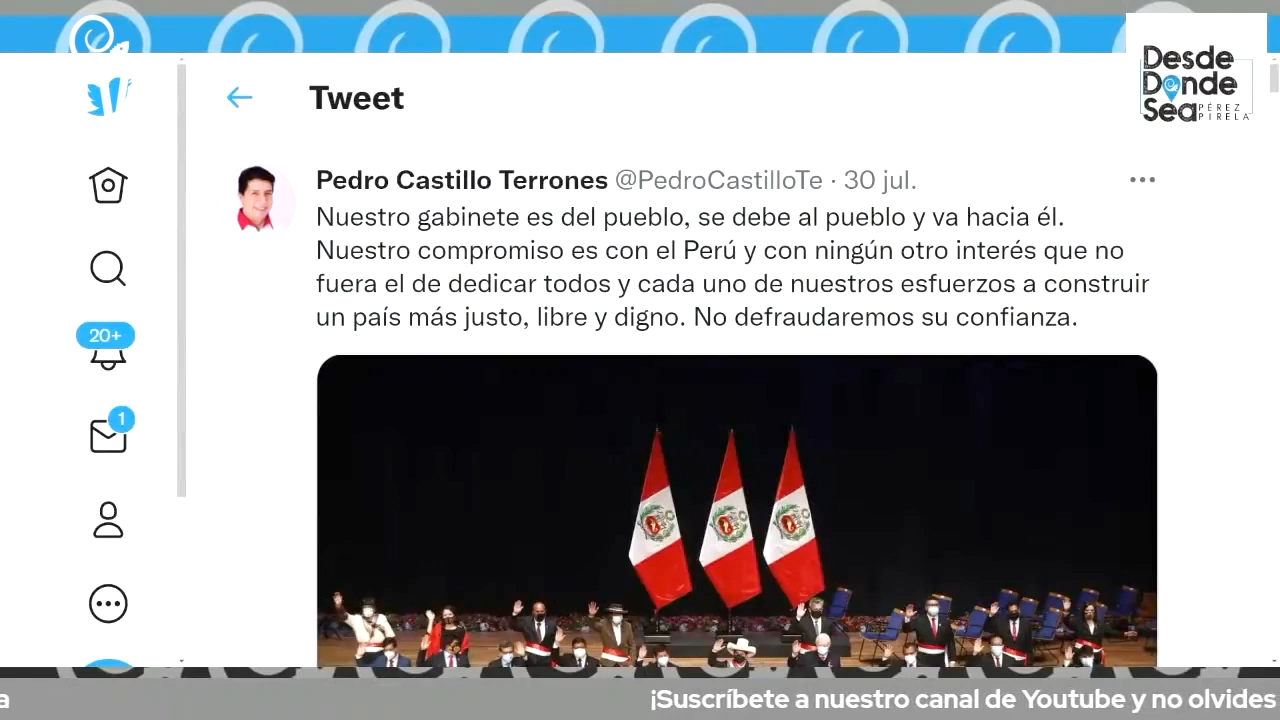 Desde
Donde
Sea PÉREZ
PIRELA
Tweet
Pedro Castillo Terrones @PedroCastilloTe · 30 jul.
Nuestro gabinete es del pueblo, se debe al pueblo y va hacia él.
Nuestro compromiso es con el Perú y con ningún otro interés que no
fuera el de dedicar todos y cada uno de nuestros esfuerzos a construir
un país más justo, libre y digno. No defraudaremos su confianza.
20+
1
a
¡Suscríbete a nuestro canal de Youtube y no olvides